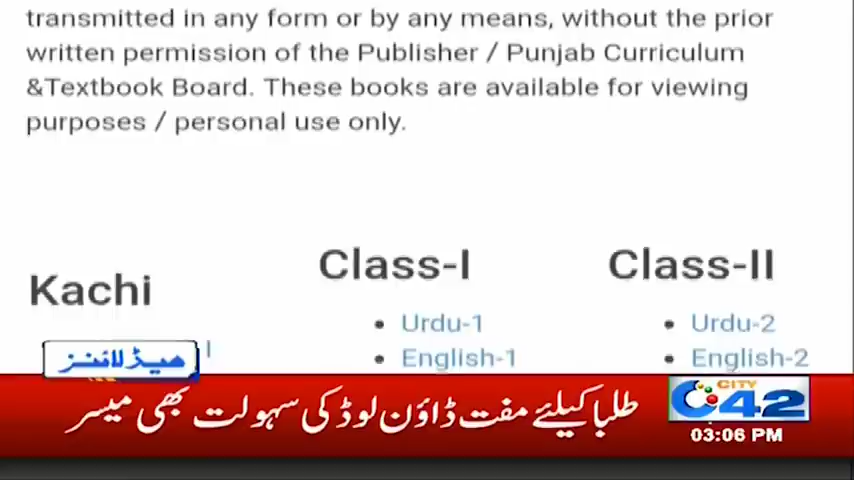 transmitted in any form or by any means, without the prior
written permission of the Publisher / Punjab Curriculum
&Textbook Board. These books are available for viewing
purposes / personal use only.
Kachi
Class-I
Class-II
• Urdu-1
• Urdu-2
• English-1
• English-2
ہیڈلائنز
طلبا کیلئے مفت ڈاؤن لوڈ کی سہولت بھی میسر
CITY
42
03:06 PM